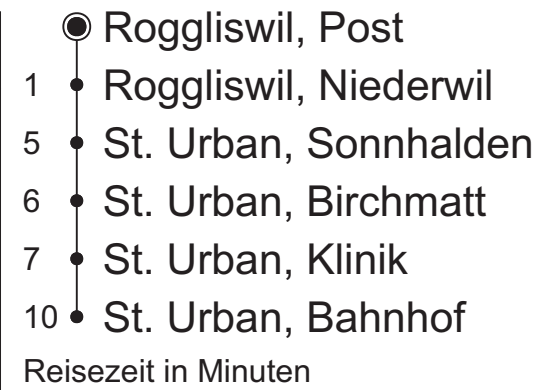 Roggliswil, Post
1 Roggliswil, Niederwil
5 St. Urban, Sonnhalden
6 St. Urban, Birchmatt
7 St. Urban, Klinik
10 St. Urban, Bahnhof
Reisezeit in Minuten